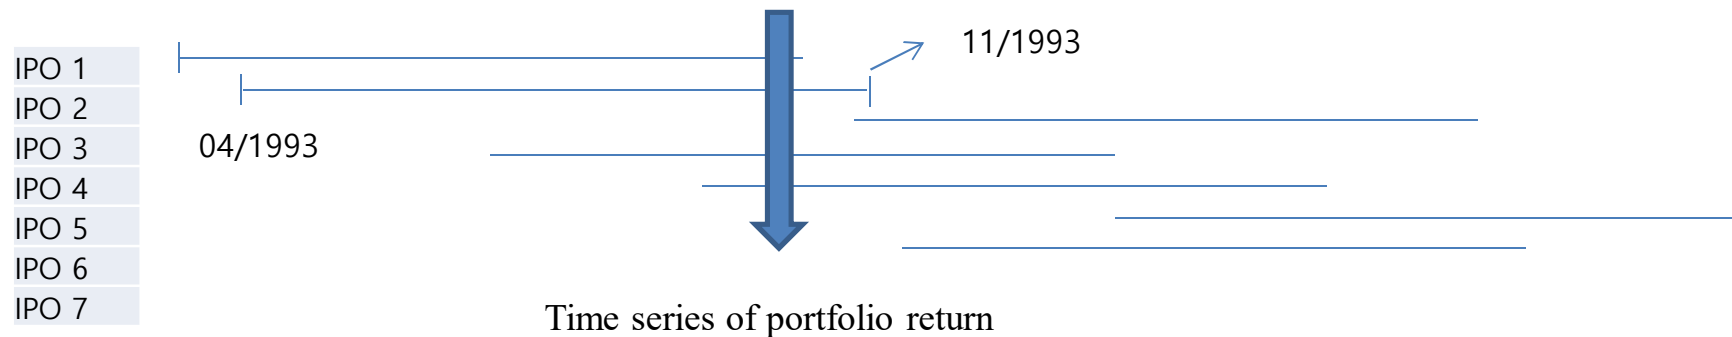 11/1993
IPO 1
IPO 2
IPO 3
04/1993
IPO 4
IPO 5
IPO 6
IPO 7
Time series of portfolio return